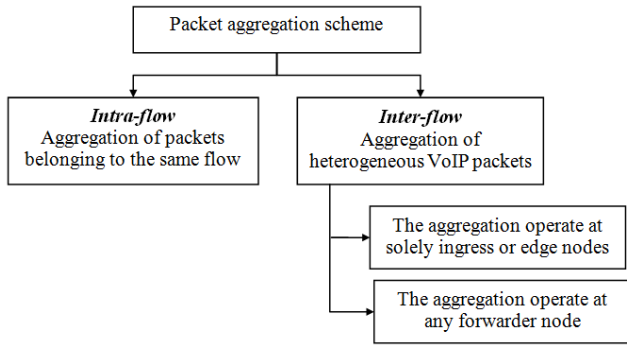 Packet aggregation scheme
Intra-flow
Aggregation of packets
belonging to the same flow
Inter-flow
Aggregation of
heterogeneous VoIP packets
The aggregation operate at
solely ingress or edge nodes
The aggregation operate at
any forwarder node